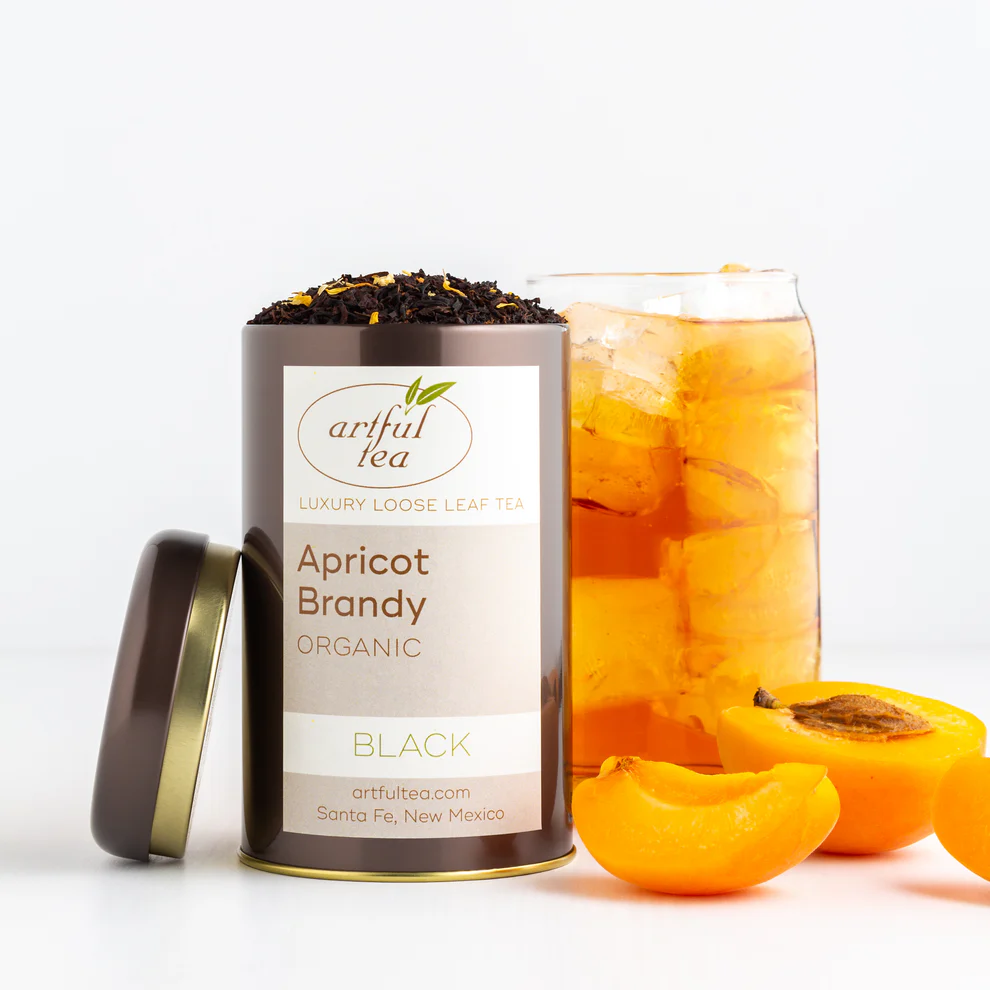 artful
tea
LUXURY LOOSE LEAF TEA
Apricot
Brandy
ORGANIC
BLACK
artfultea.com
Santa Fe, New Mexico